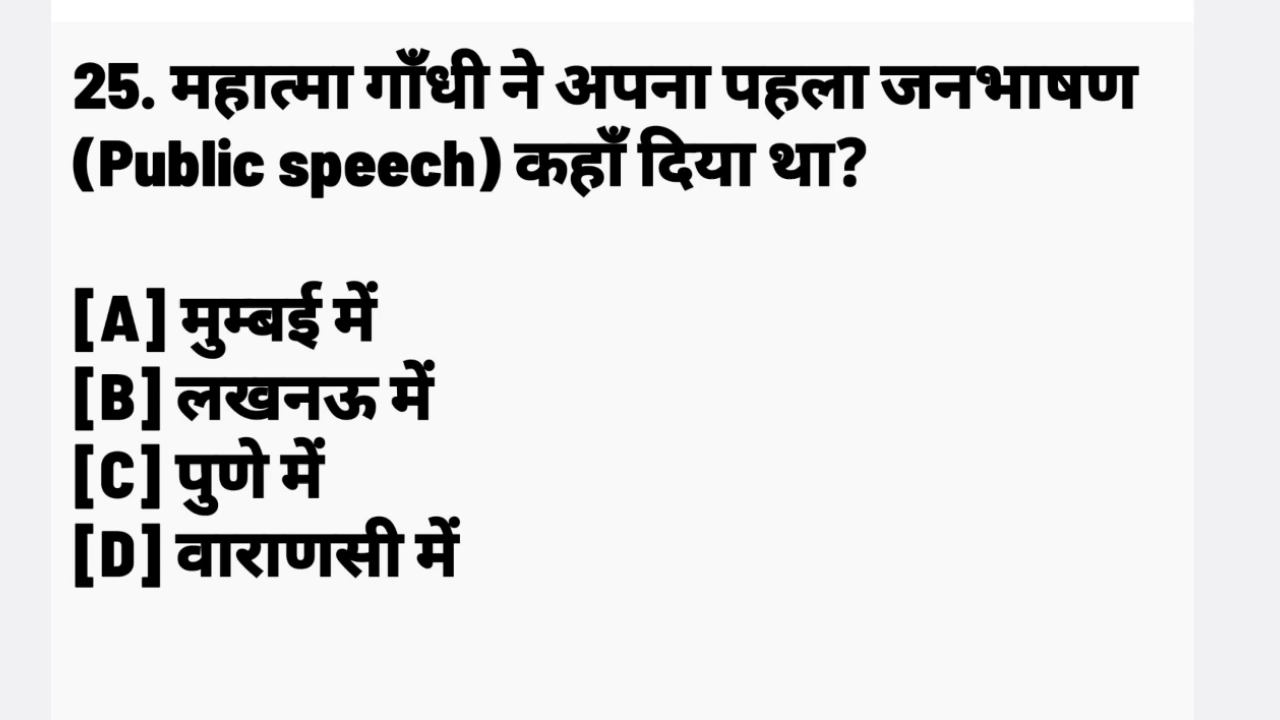 25. महात्मा गाँधी ने अपना पहला जनभाषण
(Public speech) कहाँ दिया था?
[A] मुम्बई में
[B] लखनऊ में
[C] पुणे में
[D] वाराणसी में